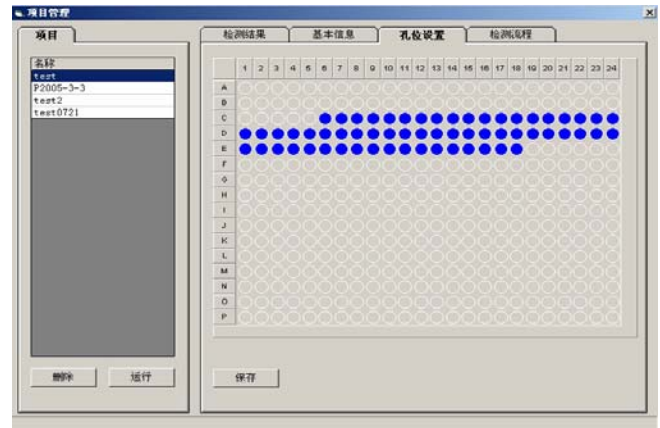 项目管理
项目
检测结果 基本信息 孔位设置 检测流程
名称
test
P2005-3-3
test2
test0721
1 2 3 4 5 6 7 8 9 10 11 12 13 14 15 16 17 18 19 20 21 22 23 24
A
B
C
D
E
F
G
H
I
J
K
L
M
N
O
P
删除 运行
保存